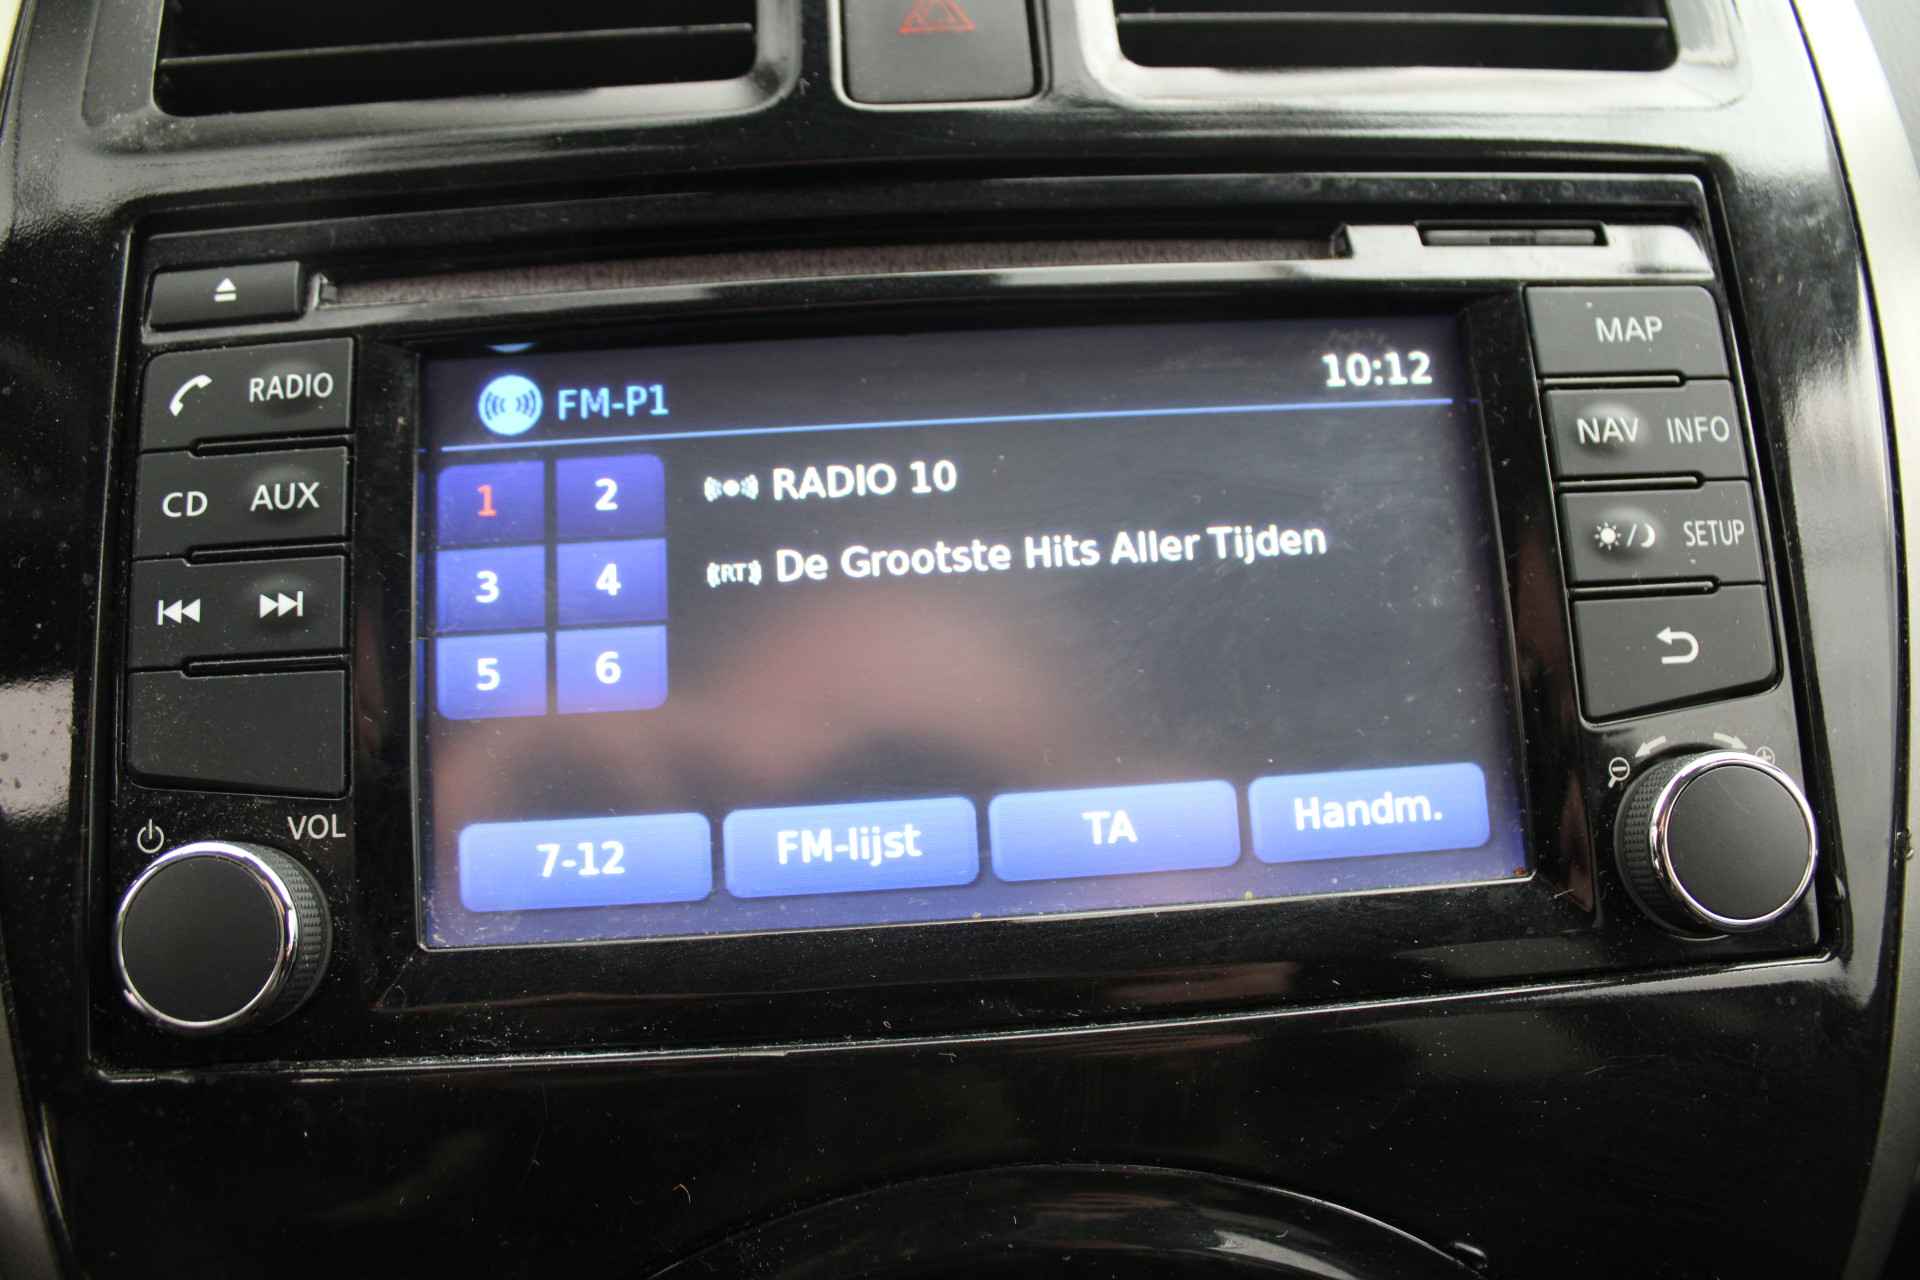 MAP
10:12
FM-P1
RADIO
NAV INFO
1 2
RADIO 10
CD AUX
SETUP
De Grootste Hits Aller Tijden
RT
3 4
5 6
VOL
7-12 FM-lijst TA Handm.